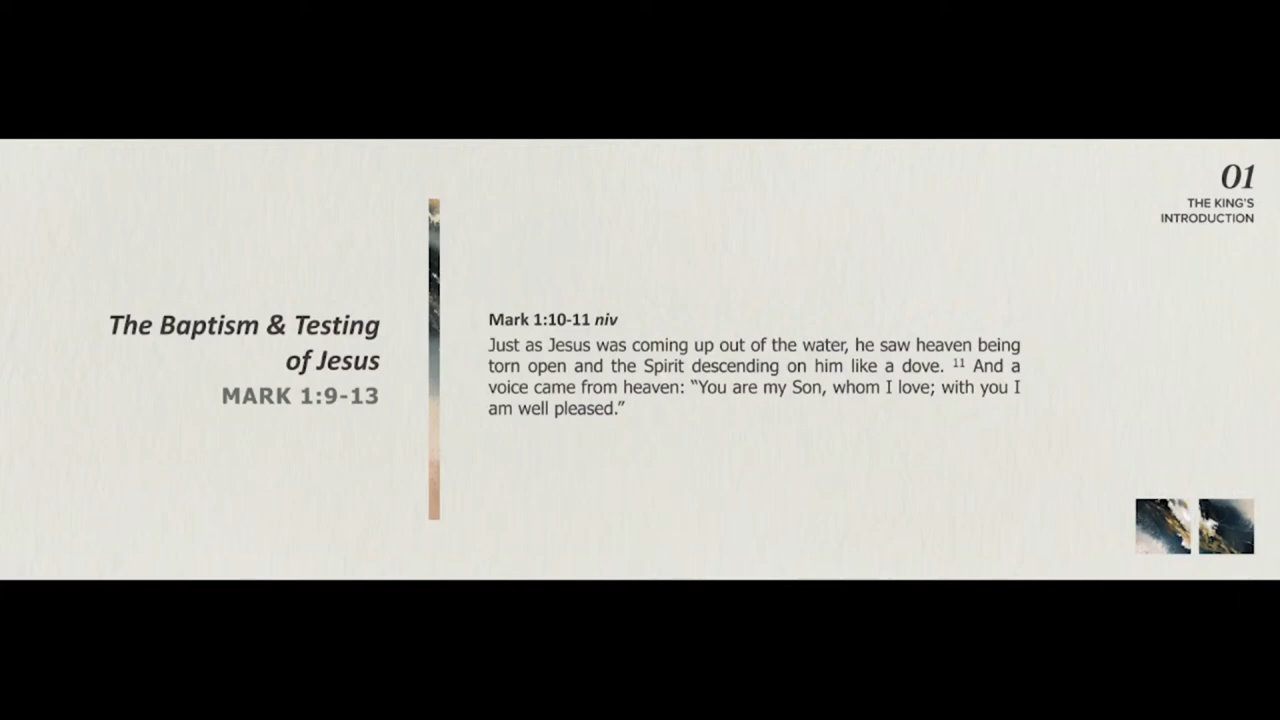 01
THE KING'S
INTRODUCTION
The Baptism & Testing
of Jesus
MARK 1:9-13
Mark 1:10-11 niv
Just as Jesus was coming up out of the water, he saw heaven being
torn open and the Spirit descending on him like a dove. ¹¹ And a
voice came from heaven: “You are my Son, whom I love; with you I
am well pleased.”